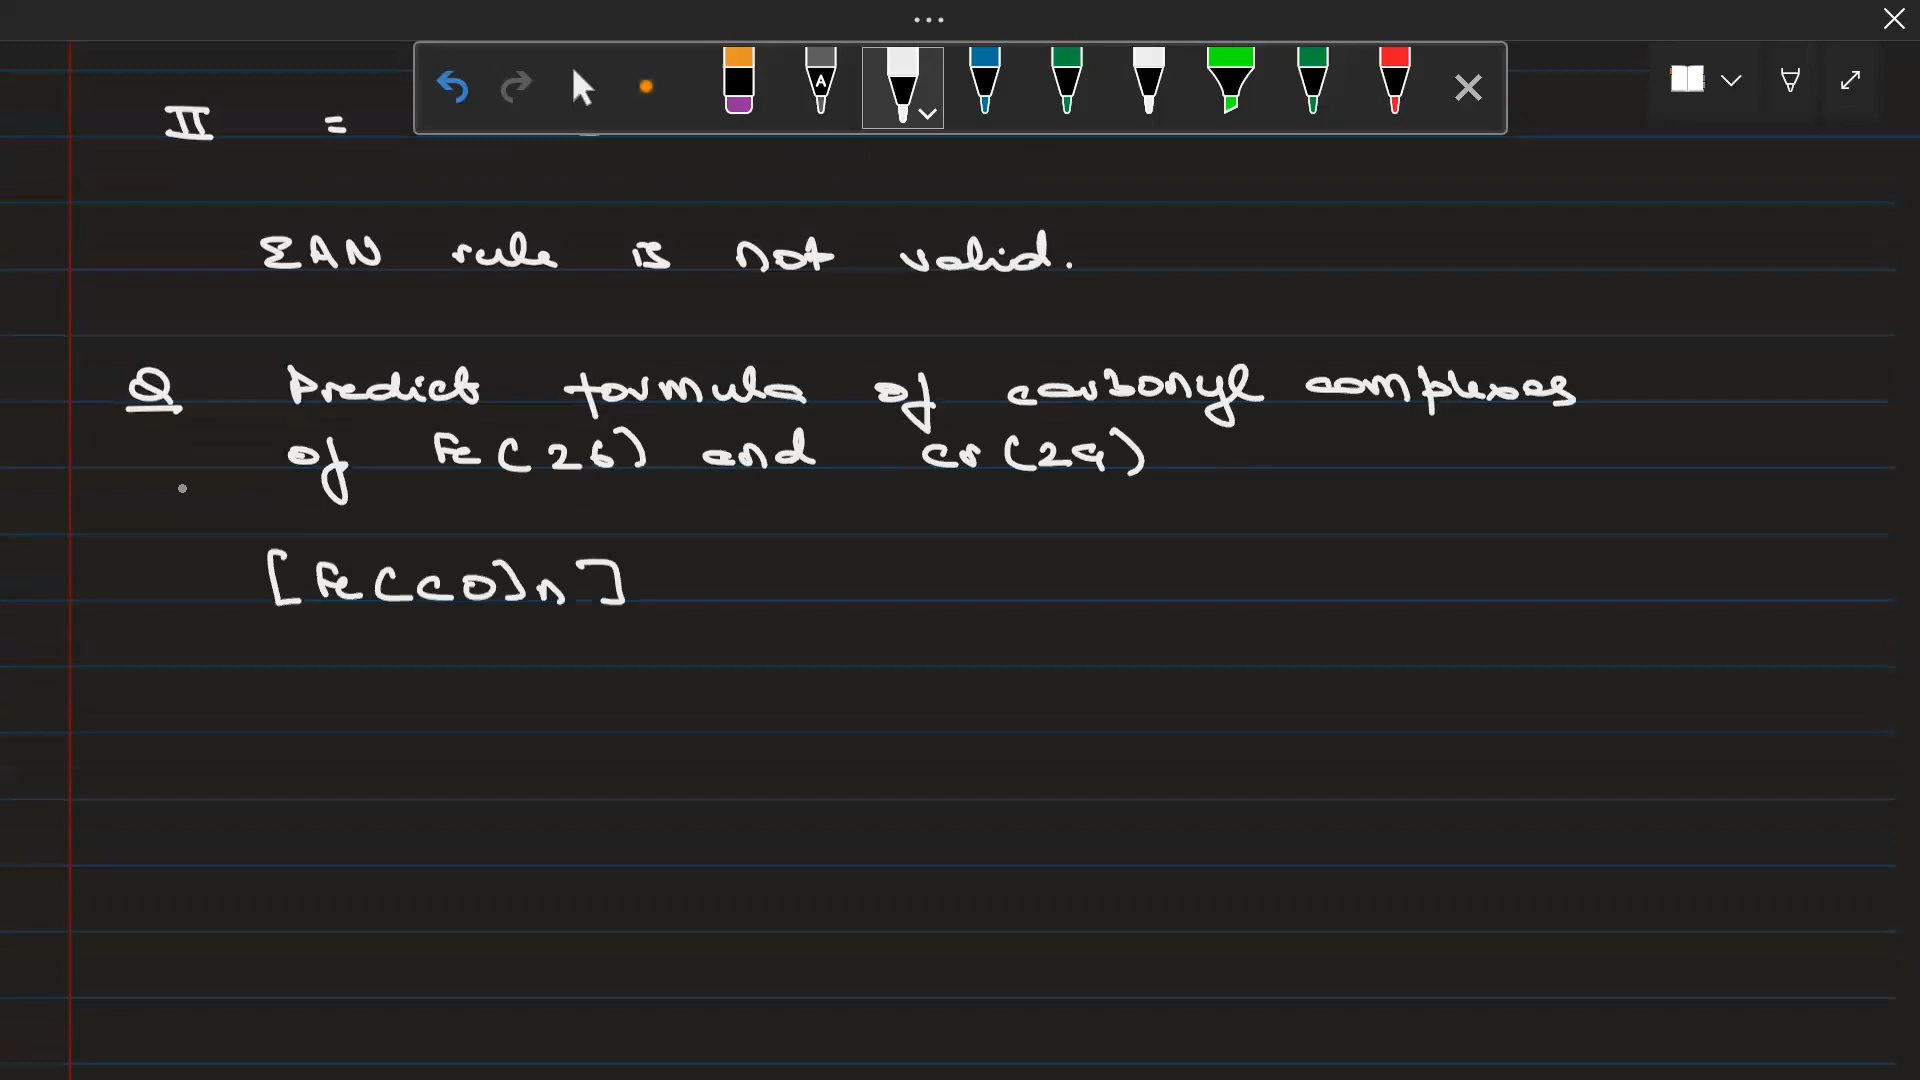 II =
EAN rule is not valid.
Q Predict formula of carbonyl complexes
of Fe(26) and cr(24)
[Fe(CO)n]